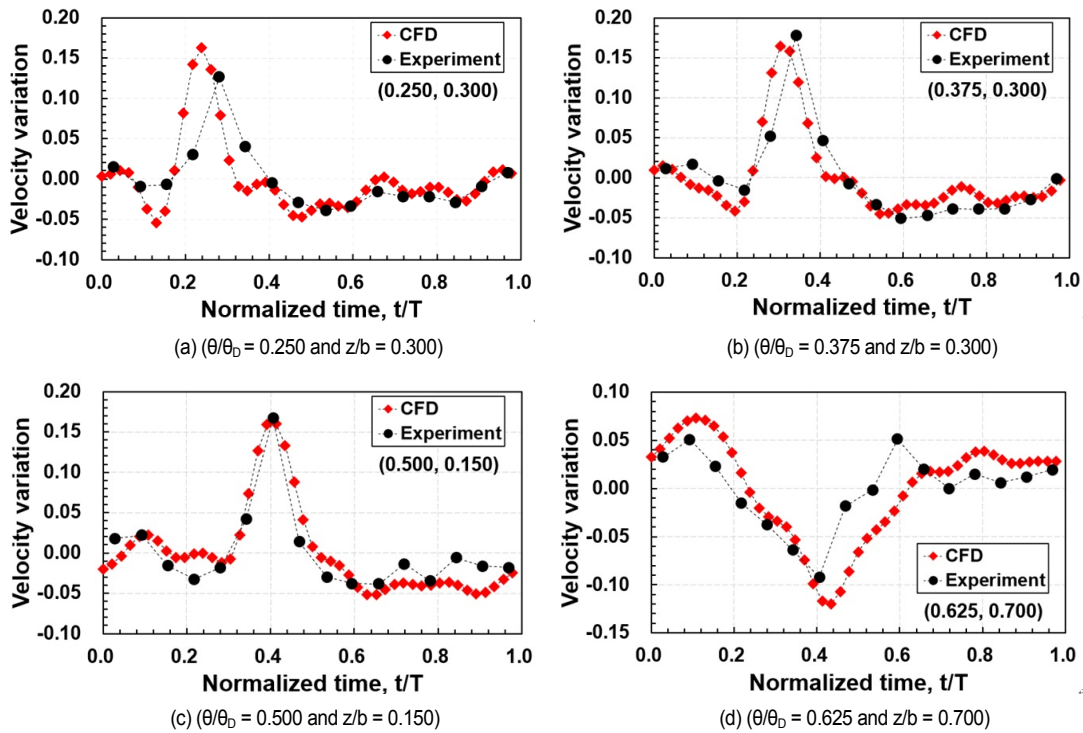 0.20
0.15
0.10
0.05
0.00
-0.05
-0.10
Velocity variation
CFD
Experiment
(0.250, 0.300)
0.0 0.2 0.4 0.6 0.8 1.0
Normalized time, t/T
(a) (θ/θD = 0.250 and z/b = 0.300)
0.20
0.15
0.10
0.05
0.00
-0.05
-0.10
Velocity variation
CFD
Experiment
(0.375, 0.300)
0.0 0.2 0.4 0.6 0.8 1.0
Normalized time, t/T
(b) (θ/θD = 0.375 and z/b = 0.300)
0.20
0.15
0.10
0.05
0.00
-0.05
-0.10
Velocity variation
CFD
Experiment
(0.500, 0.150)
0.0 0.2 0.4 0.6 0.8 1.0
Normalized time, t/T
(c) (θ/θD = 0.500 and z/b = 0.150)
0.10
0.05
0.00
-0.05
-0.10
-0.15
Velocity variation
CFD
Experiment
(0.625, 0.700)
0.0 0.2 0.4 0.6 0.8 1.0
Normalized time, t/T
(d) (θ/θD = 0.625 and z/b = 0.700)